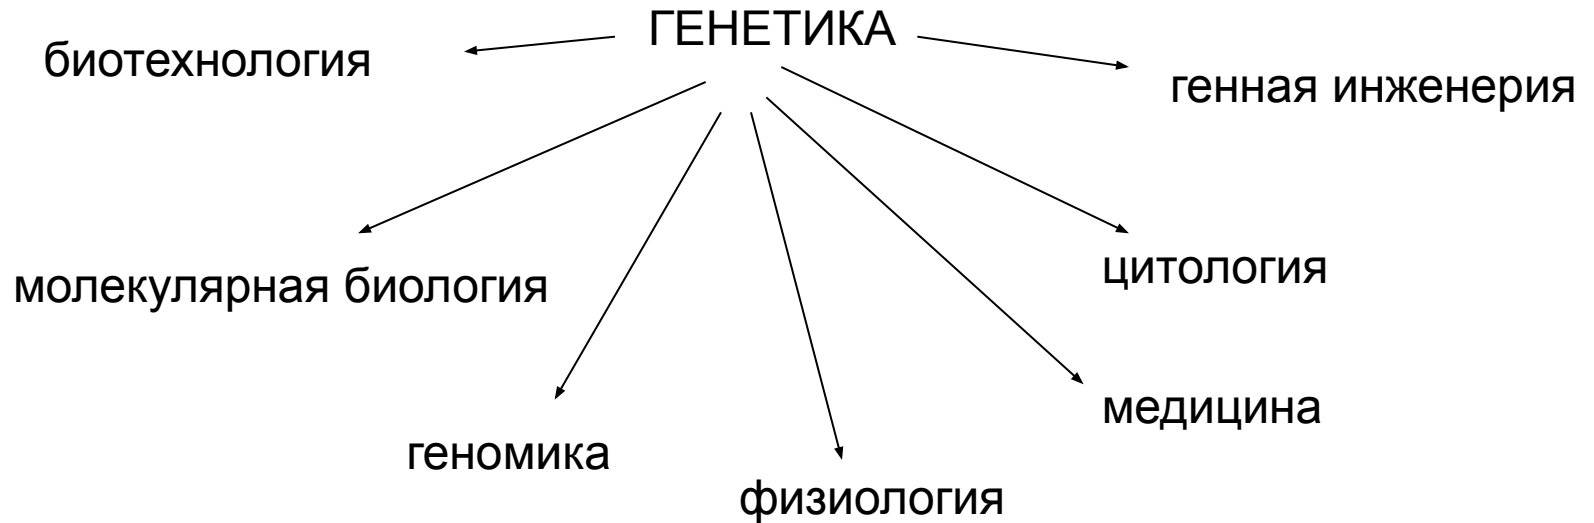 ГЕНЕТИКА
биотехнология
генная инженерия
молекулярная биология
цитология
медицина
геномика
физиология